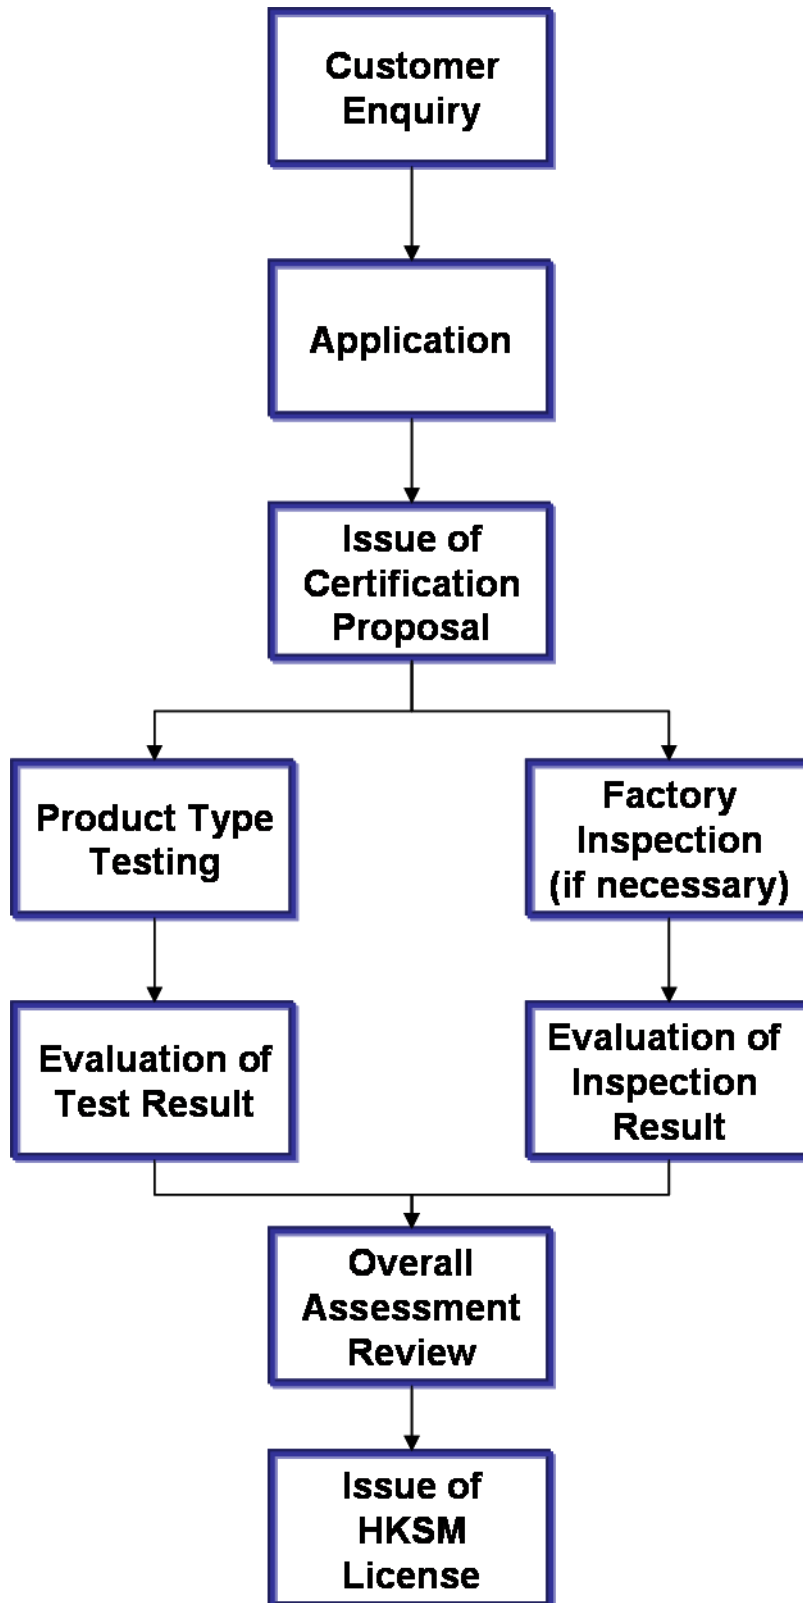 Customer
Enquiry
Application
Issue of
Certification
Proposal
Product Type
Testing
Factory
Inspection
(if necessary)
Evaluation of
Test Result
Evaluation of
Inspection
Result
Overall
Assessment
Review
Issue of
HKSM
License